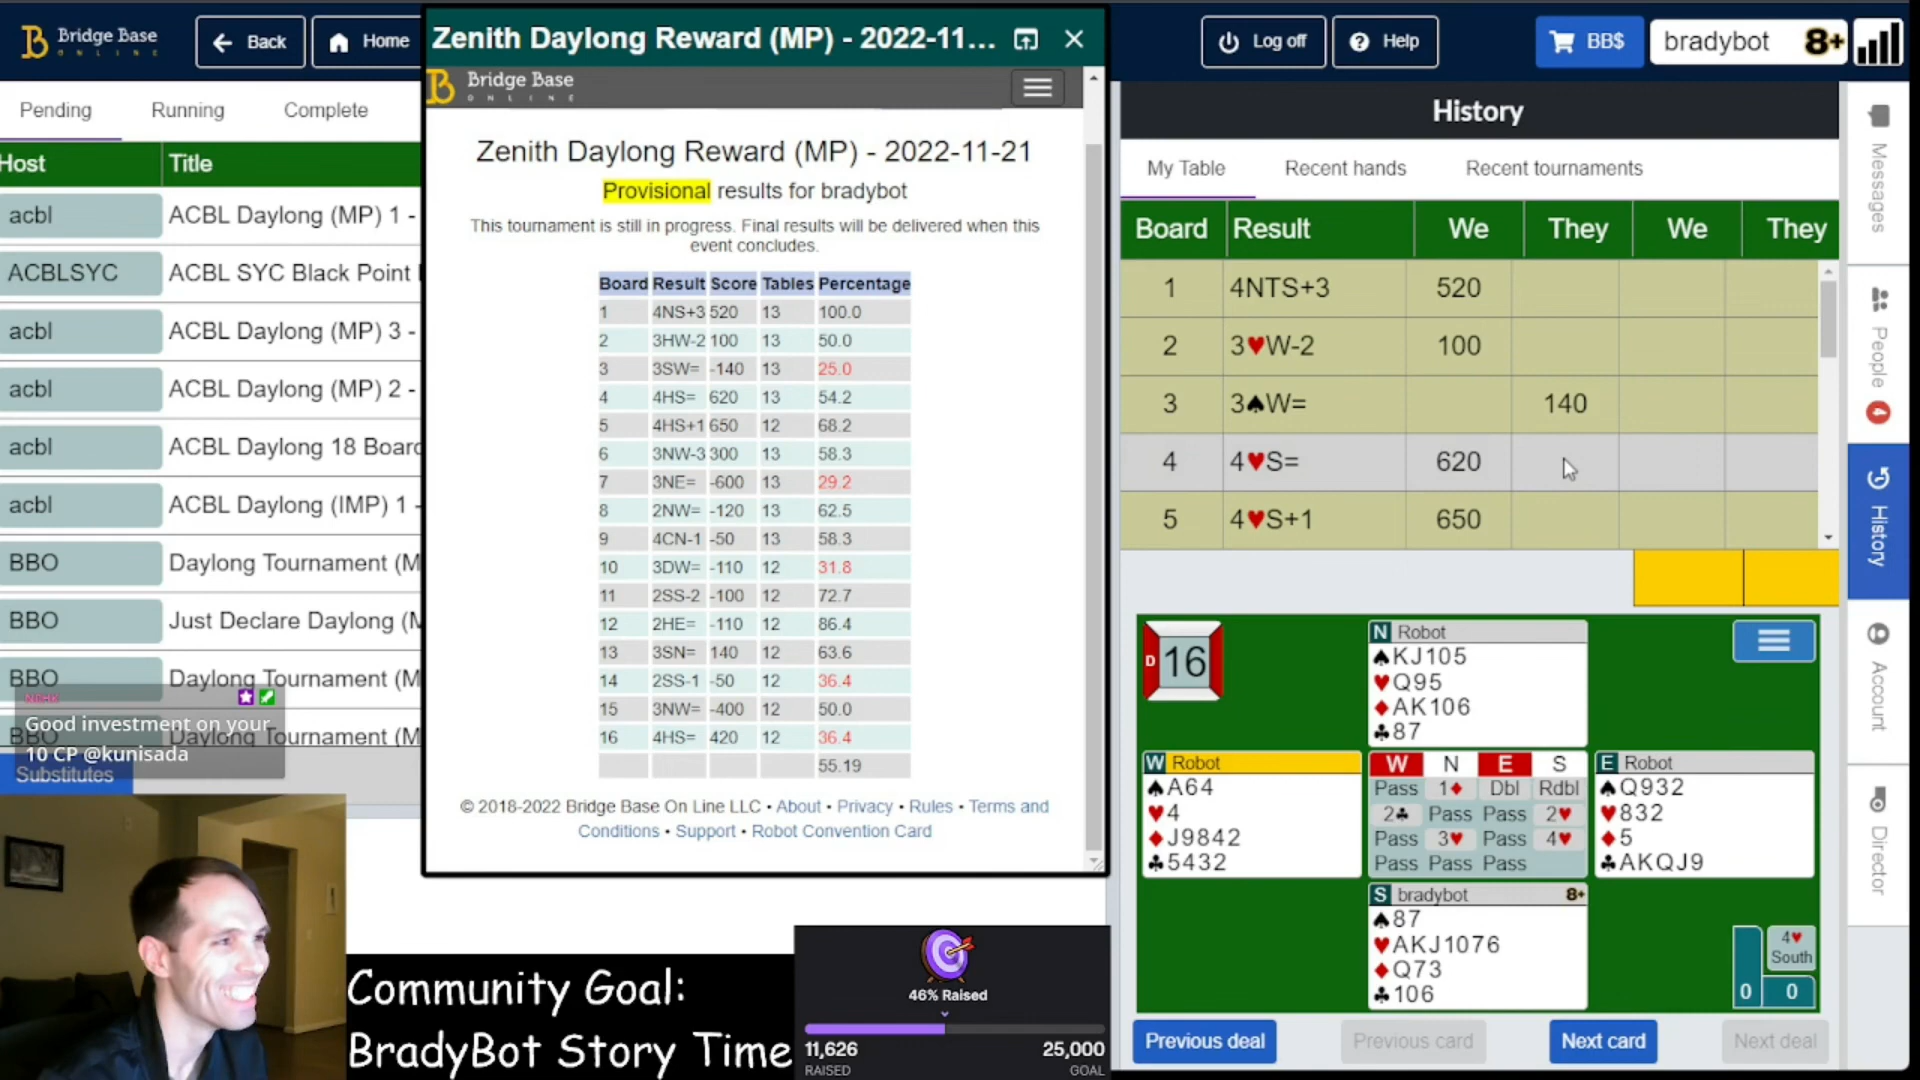 Bridge Base
ONLINE
Back
Home
Zenith Daylong Reward (MP) - 2022-11...
Log off
Help
BB$
bradybot 8+
Pending
Running
Complete
Host Title
acbl ACBL Daylong (MP) 1 -
ACBLSYC ACBL SYC Black Point
acbl ACBL Daylong (MP) 3 -
acbl ACBL Daylong (MP) 2 -
acbl ACBL Daylong 18 Board
acbl ACBL Daylong (IMP) 1 -
BBO Daylong Tournament (M
BBO Just Declare Daylong (M
BBO Daylong Tournament (M
BBO Daylong Tournament (M
Good investment on your
10 CP @kunisada
Substitutes
Bridge Base
ONLINE
Zenith Daylong Reward (MP) - 2022-11-21
Provisional results for bradybot
This tournament is still in progress. Final results will be delivered when this
event concludes.
Board Result Score Tables Percentage
1 4NS+3 520 13 100.0
2 3HW-2 100 13 50.0
3 3SW= -140 13 25.0
4 4HS= 620 13 54.2
5 4HS+1 650 12 68.2
6 3NW-3 300 13 58.3
7 3NE= -600 13 29.2
8 2NW= -120 13 62.5
9 4CN-1 -50 13 58.3
10 3DW= -110 12 31.8
11 2SS-2 -100 12 72.7
12 2HE= -110 12 86.4
13 3SN= 140 12 63.6
14 2SS-1 -50 12 36.4
15 3NW= -400 12 50.0
16 4HS= 420 12 36.4
55.19
© 2018-2022 Bridge Base On Line LLC • About • Privacy • Rules • Terms and
Conditions • Support • Robot Convention Card
History
My Table
Recent hands
Recent tournaments
Board Result We They We They
1 4NTS+3 520
2 3♥W-2 100
3 3♠W= 140
4 4♥S= 620
5 4♥S+1 650
D 16
N Robot
♠KJ105
♥Q95
♦AK106
♣87
W Robot
♠A64
♥4
♦J9842
♣5432
W N E S
Pass 1♦ Dbl Rdbl
2♣ Pass Pass 2♥
Pass 3♥ Pass 4♥
Pass Pass Pass
E Robot
♠Q932
♥832
♦5
♣AKQJ9
S bradybot 8+
♠87
♥AKJ1076
♦Q73
♣106
4♥
South
0 0
Previous deal
Previous card
Next card
Next deal
Messages
People
History
Account
Director
Community Goal:
BradyBot Story Time
46% Raised
11,626 25,000
RAISED GOAL